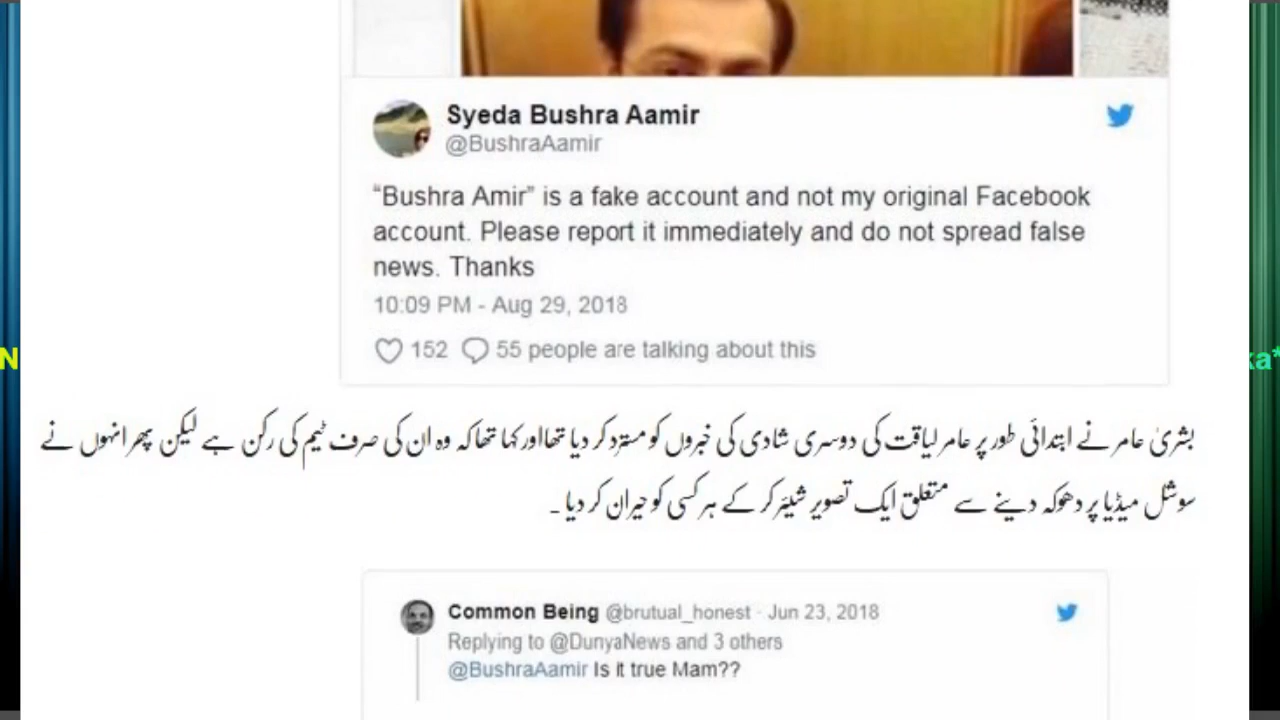 Syeda Bushra Aamir
@BushraAamir
“Bushra Amir” is a fake account and not my original Facebook
account. Please report it immediately and do not spread false
news. Thanks
10:09 PM - Aug 29, 2018
152 55 people are talking about this
بشریٰ عامر نے ابتدائی طور پر عامر لیاقت کی دوسری شادی کی خبروں کو مسترد کر دیا تھا اور کہا تھا کہ وہ ان کی صرف ٹیم کی رکن ہے لیکن پھر انہوں نے
سوشل میڈیا پر دھوکہ دینے سے متعلق ایک تصویر شیئر کر کے ہر کسی کو حیران کر دیا ۔
Common Being @brutual_honest · Jun 23, 2018
Replying to @DunyaNews and 3 others
@BushraAamir Is it true Mam??